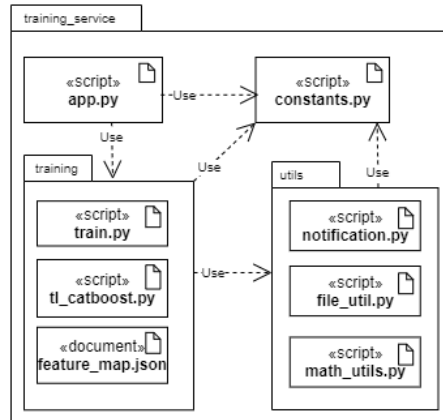 training_service
«script»
app.py
Use
«script»
constants.py
Use
Use
Use
training
utils
«script»
train.py
«script»
tl_catboost.py
«document»
feature_map.json
Use
«script»
notification.py
«script»
file_util.py
«script»
math_utils.py